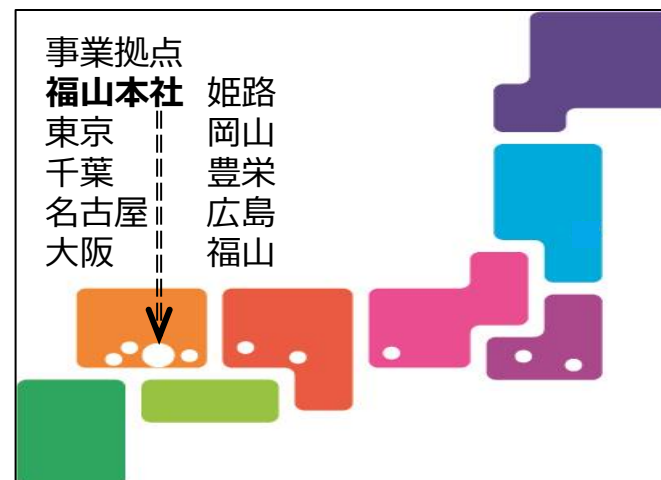 事業拠点
福山本社 姫路
東京 岡山
千葉 豊栄
名古屋 広島
大阪 福山